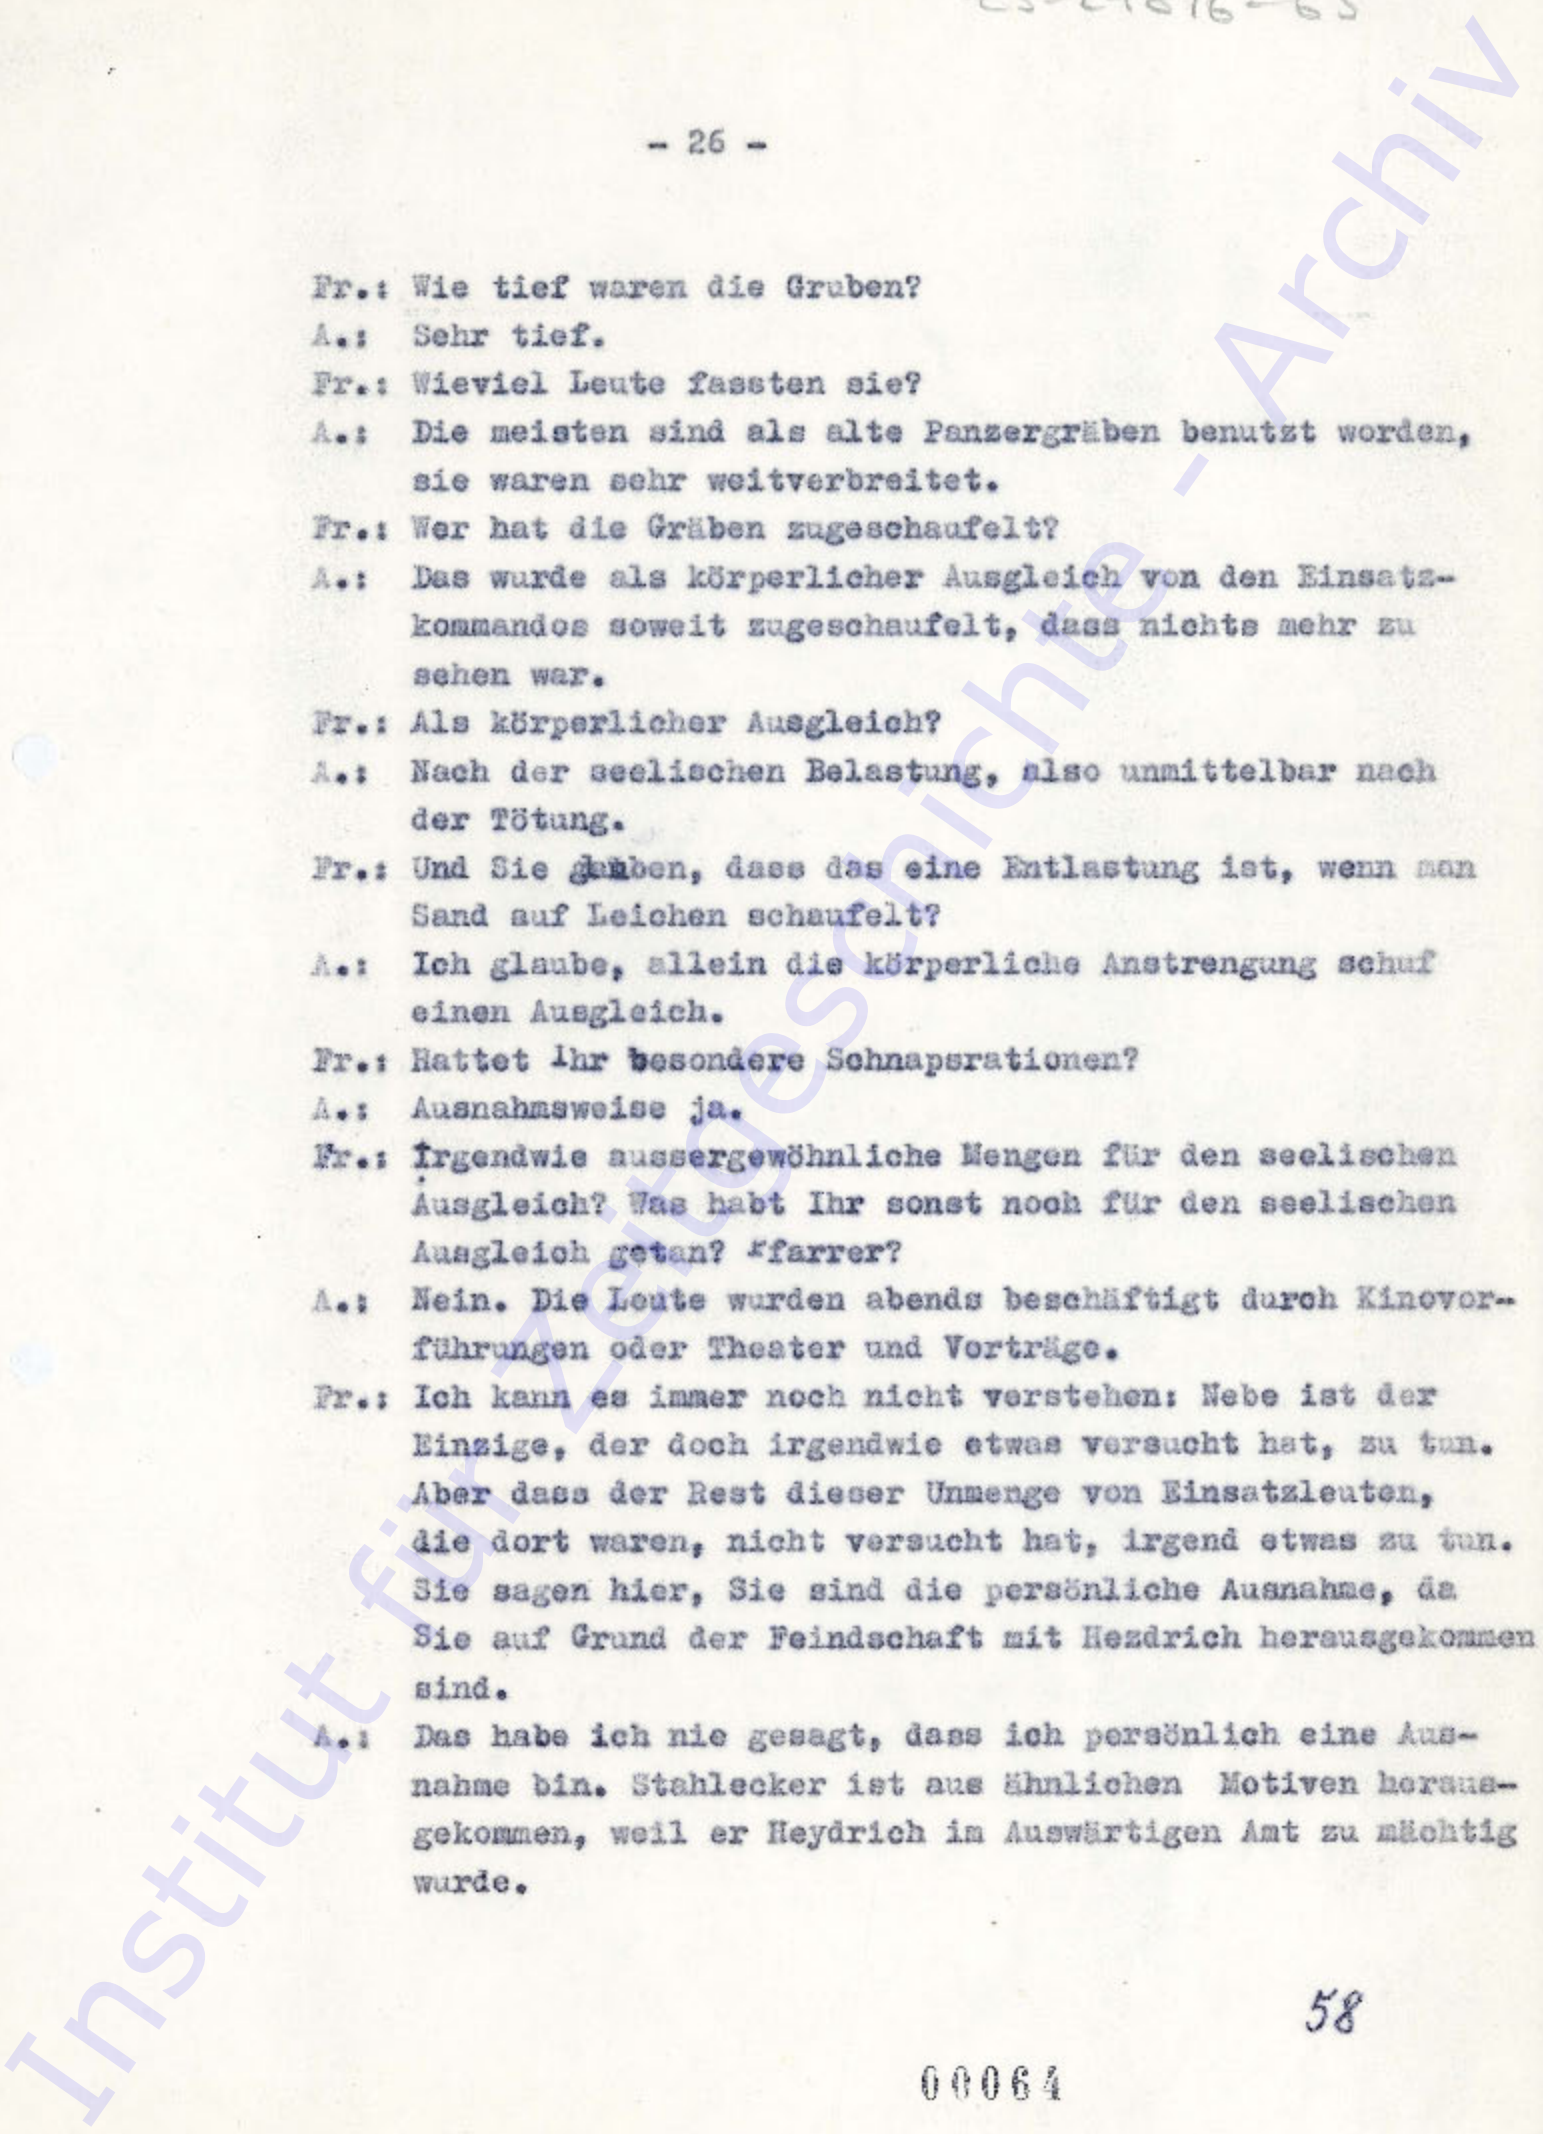 - 26 -
Fr.: Wie tief waren die Gruben?
A.: Sehr tief.
Fr.: Wieviel Leute fassten sie?
A.: Die meisten sind als alte Panzergräben benutzt worden,
sie waren sehr weitverbreitet.
Fr.: Wer hat die Gräben zugeschaufelt?
A.: Das wurde als körperlicher Ausgleich von den Einsatz-
kommandos soweit zugeschaufelt, dass nichts mehr zu
sehen war.
Fr.: Als körperlicher Ausgleich?
A.: Nach der seelischen Belastung, also unmittelbar nach
der Tötung.
Fr.: Und Sie glauben, dass das eine Entlastung ist, wenn man
Sand auf Leichen schaufelt?
A.: Ich glaube, allein die körperliche Anstrengung schuf
einen Ausgleich.
Fr.: Hattet Ihr besondere Schnapsrationen?
A.: Ausnahmsweise ja.
Fr.: Irgendwie aussergewöhnliche Mengen für den seelischen
Ausgleich? Was habt Ihr sonst noch für den seelischen
Ausgleich getan? Pfarrer?
A.: Nein. Die Leute wurden abends beschäftigt durch Kinovor-
führungen oder Theater und Vorträge.
Fr.: Ich kann es immer noch nicht verstehen: Nebe ist der
Einzige, der doch irgendwie etwas versucht hat, zu tun.
Aber dass der Rest dieser Unmenge von Einsatzleuten,
die dort waren, nicht versucht hat, irgend etwas zu tun.
Sie sagen hier, Sie sind die persönliche Ausnahme, da
Sie auf Grund der Feindschaft mit Hezdrich herausgekommen
sind.
A.: Das habe ich nie gesagt, dass ich persönlich eine Aus-
nahme bin. Stahlecker ist aus ähnlichen Motiven heraus-
gekommen, weil er Heydrich im Auswärtigen Amt zu mächtig
wurde.
58
00064
Institut für Zeitgeschichte - Archiv